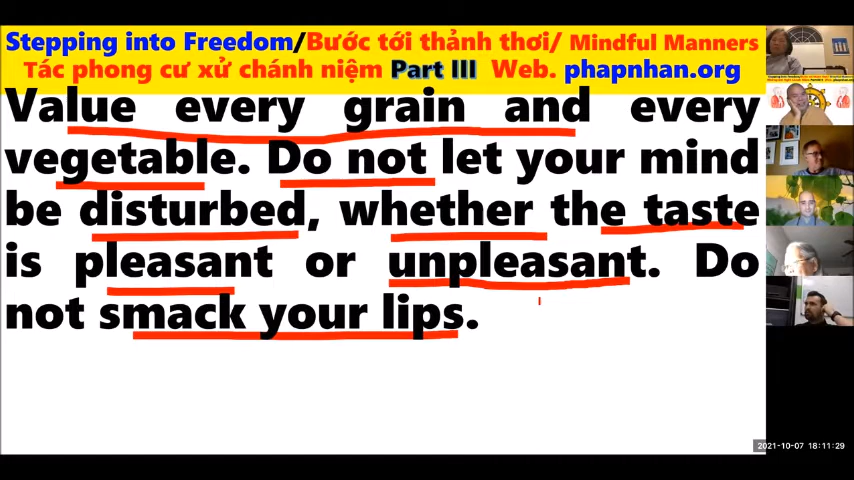 Stepping into Freedom/Bước tới thảnh thơi/ Mindful Manners
Tác phong cư xử chánh niệm Part III Web. phapnhan.org
Value every grain and every
vegetable. Do not let your mind
be disturbed, whether the taste
is pleasant or unpleasant. Do
not smack your lips.
2021-10-07 18:11:29